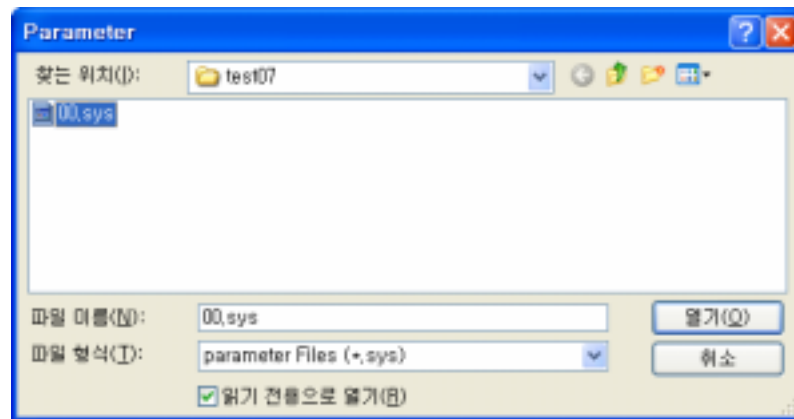 Parameter
찾는 위치(I): test07
00.sys
파일 이름(N): 00.sys 열기(O)
파일 형식(T): parameter Files (*.sys) 취소
읽기 전용으로 열기(R)